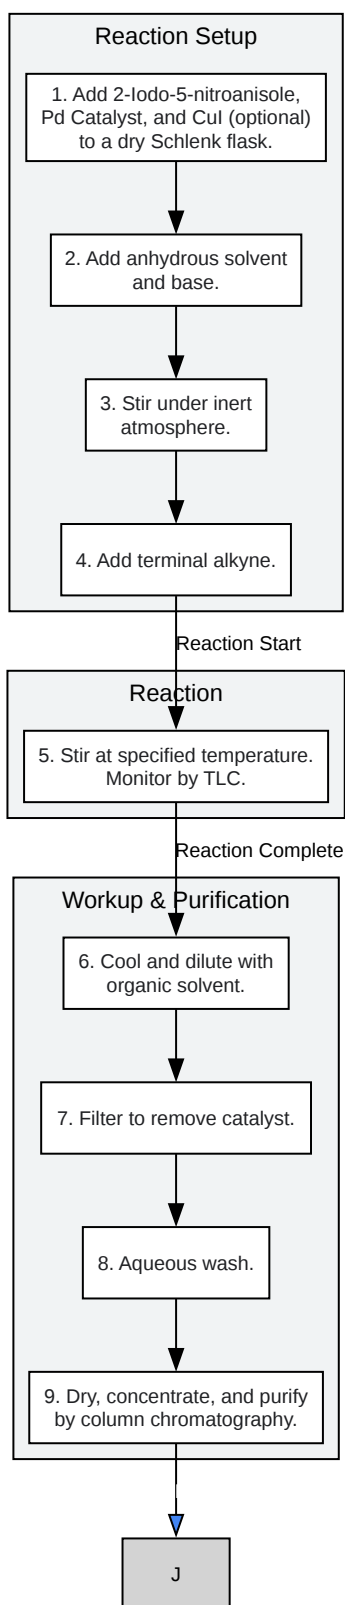 Reaction Setup
1. Add 2-Iodo-5-nitroanisole,
Pd Catalyst, and CuI (optional)
to a dry Schlenk flask.
2. Add anhydrous solvent
and base.
3. Stir under inert
atmosphere.
4. Add terminal alkyne.
Reaction Start
Reaction
5. Stir at specified temperature.
Monitor by TLC.
Reaction Complete
Workup & Purification
6. Cool and dilute with
organic solvent.
7. Filter to remove catalyst.
8. Aqueous wash.
9. Dry, concentrate, and purify
by column chromatography.
J